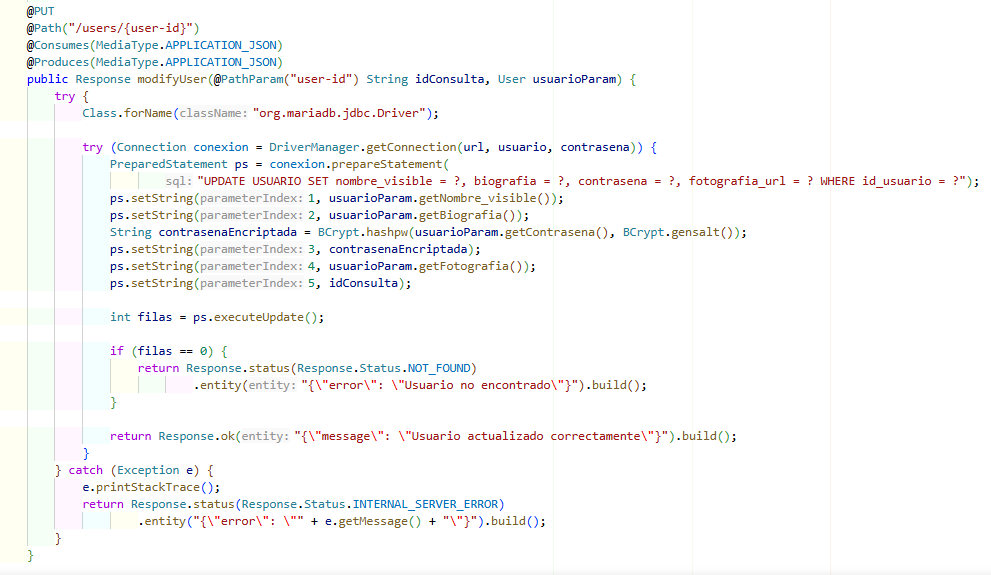 @PUT
@Path("/users/{user-id}")
@Consumes(MediaType.APPLICATION_JSON)
@Produces(MediaType.APPLICATION_JSON)
public Response modifyUser(@PathParam("user-id") String idConsulta, User usuarioParam) {
try {
Class.forName(className: "org.mariadb.jdbc.Driver");
try (Connection conexion = DriverManager.getConnection(url, usuario, contrasena)) {
PreparedStatement ps = conexion.prepareStatement(
sql: "UPDATE USUARIO SET nombre_visible = ?, biografia = ?, contrasena = ?, fotografia_url = ? WHERE id_usuario = ?");
ps.setString(parameterIndex: 1, usuarioParam.getNombre_visible());
ps.setString(parameterIndex: 2, usuarioParam.getBiografia());
String contrasenaEncriptada = BCrypt.hashpw(usuarioParam.getContrasena(), BCrypt.gensalt());
ps.setString(parameterIndex: 3, contrasenaEncriptada);
ps.setString(parameterIndex: 4, usuarioParam.getFotografia());
ps.setString(parameterIndex: 5, idConsulta);
int filas = ps.executeUpdate();
if (filas == 0) {
return Response.status(Response.Status.NOT_FOUND)
.entity(entity: "{\"error\": \"Usuario no encontrado\"}").build();
}
return Response.ok(entity: "{\"message\": \"Usuario actualizado correctamente\"}").build();
}
} catch (Exception e) {
e.printStackTrace();
return Response.status(Response.Status.INTERNAL_SERVER_ERROR)
.entity("{\"error\": \"" + e.getMessage() + "\"}").build();
}
}